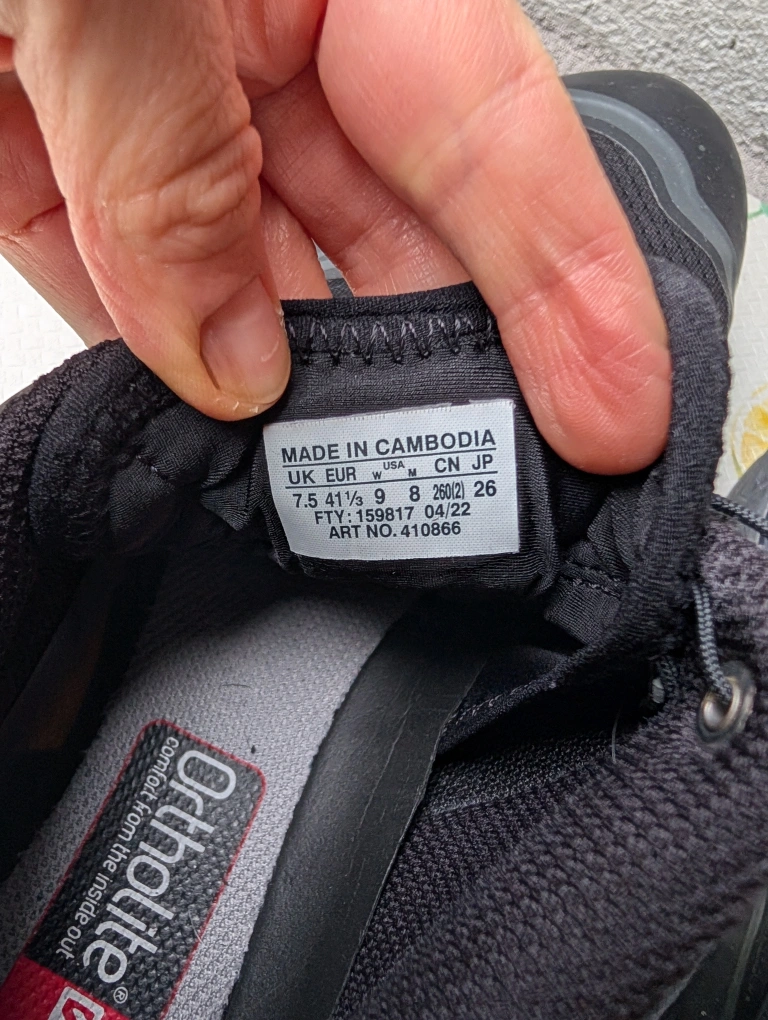 MADE IN CAMBODIA
UK EUR W USA M CN JP
7.5 41⅓ 9 8 260(2) 26
FTY: 159817 04/22
ART NO. 410866
Ortholite®
comfort from the inside out